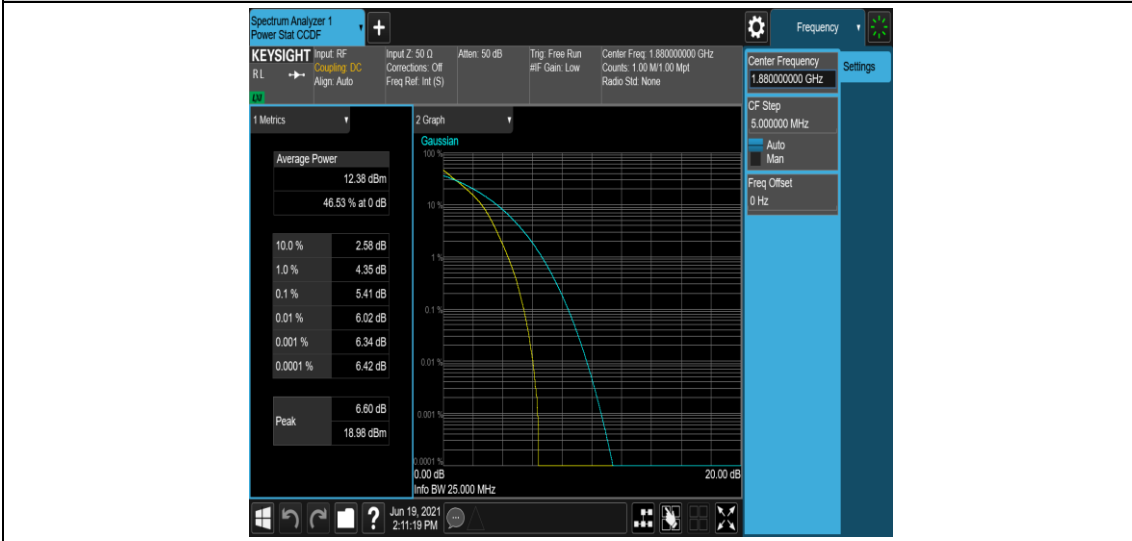 Spectrum Analyzer 1
Power Stat CCDF
+
Frequency
KEYSIGHT
Input: RF
Input Z: 50 Ω
Atten: 50 dB
Trig: Free Run
Center Freq: 1.880000000 GHz
RL
Coupling: DC
Corrections: Off
#IF Gain: Low
Counts: 1.00 M/1.00 Mpt
Align: Auto
Freq Ref: Int (S)
Radio Std: None
LXI
Center Frequency
1.880000000 GHz
Settings
CF Step
5.000000 MHz
Auto
Man
Freq Offset
0 Hz
1 Metrics
Average Power
12.38 dBm
46.53 % at 0 dB
10.0 % 2.58 dB
1.0 % 4.35 dB
0.1 % 5.41 dB
0.01 % 6.02 dB
0.001 % 6.34 dB
0.0001 % 6.42 dB
Peak
6.60 dB
18.98 dBm
2 Graph
Gaussian
100 %
10 %
1 %
0.1 %
0.01 %
0.001 %
0.0001 %
0.00 dB 20.00 dB
Info BW 25.000 MHz
?
Jun 19, 2021
2:11:19 PM